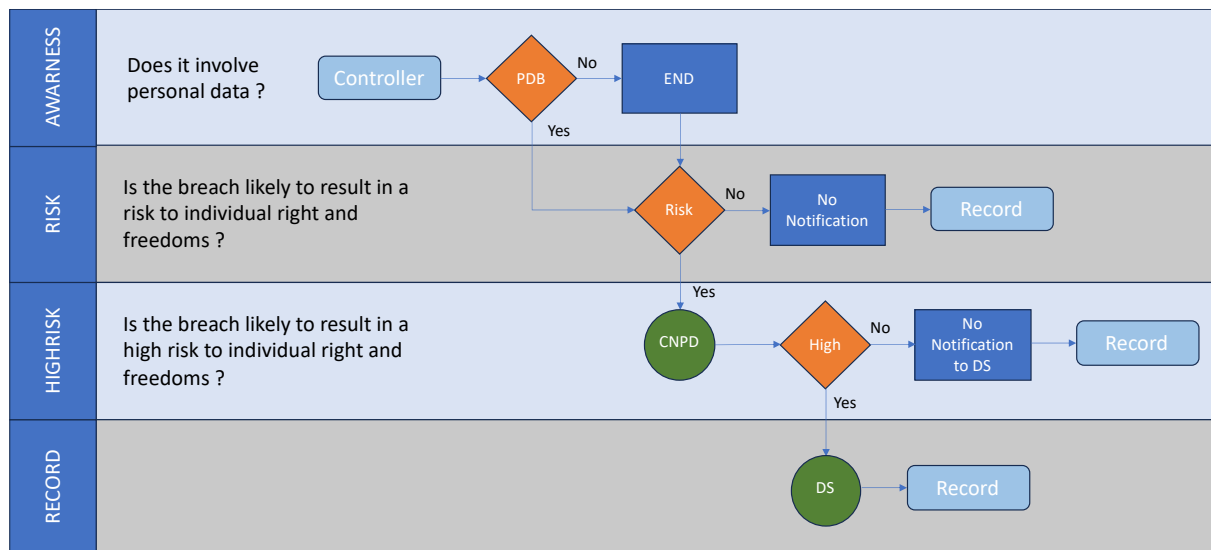 AWARNESS
Does it involve
personal data ?
Controller
PDB
No
END
Yes
RISK
Is the breach likely to result in a
risk to individual right and
freedoms ?
Risk
No
No
Notification
Record
Yes
HIGHRISK
Is the breach likely to result in a
high risk to individual right and
freedoms ?
CNPD
High
No
No
Notification
to DS
Record
Yes
RECORD
DS
Record